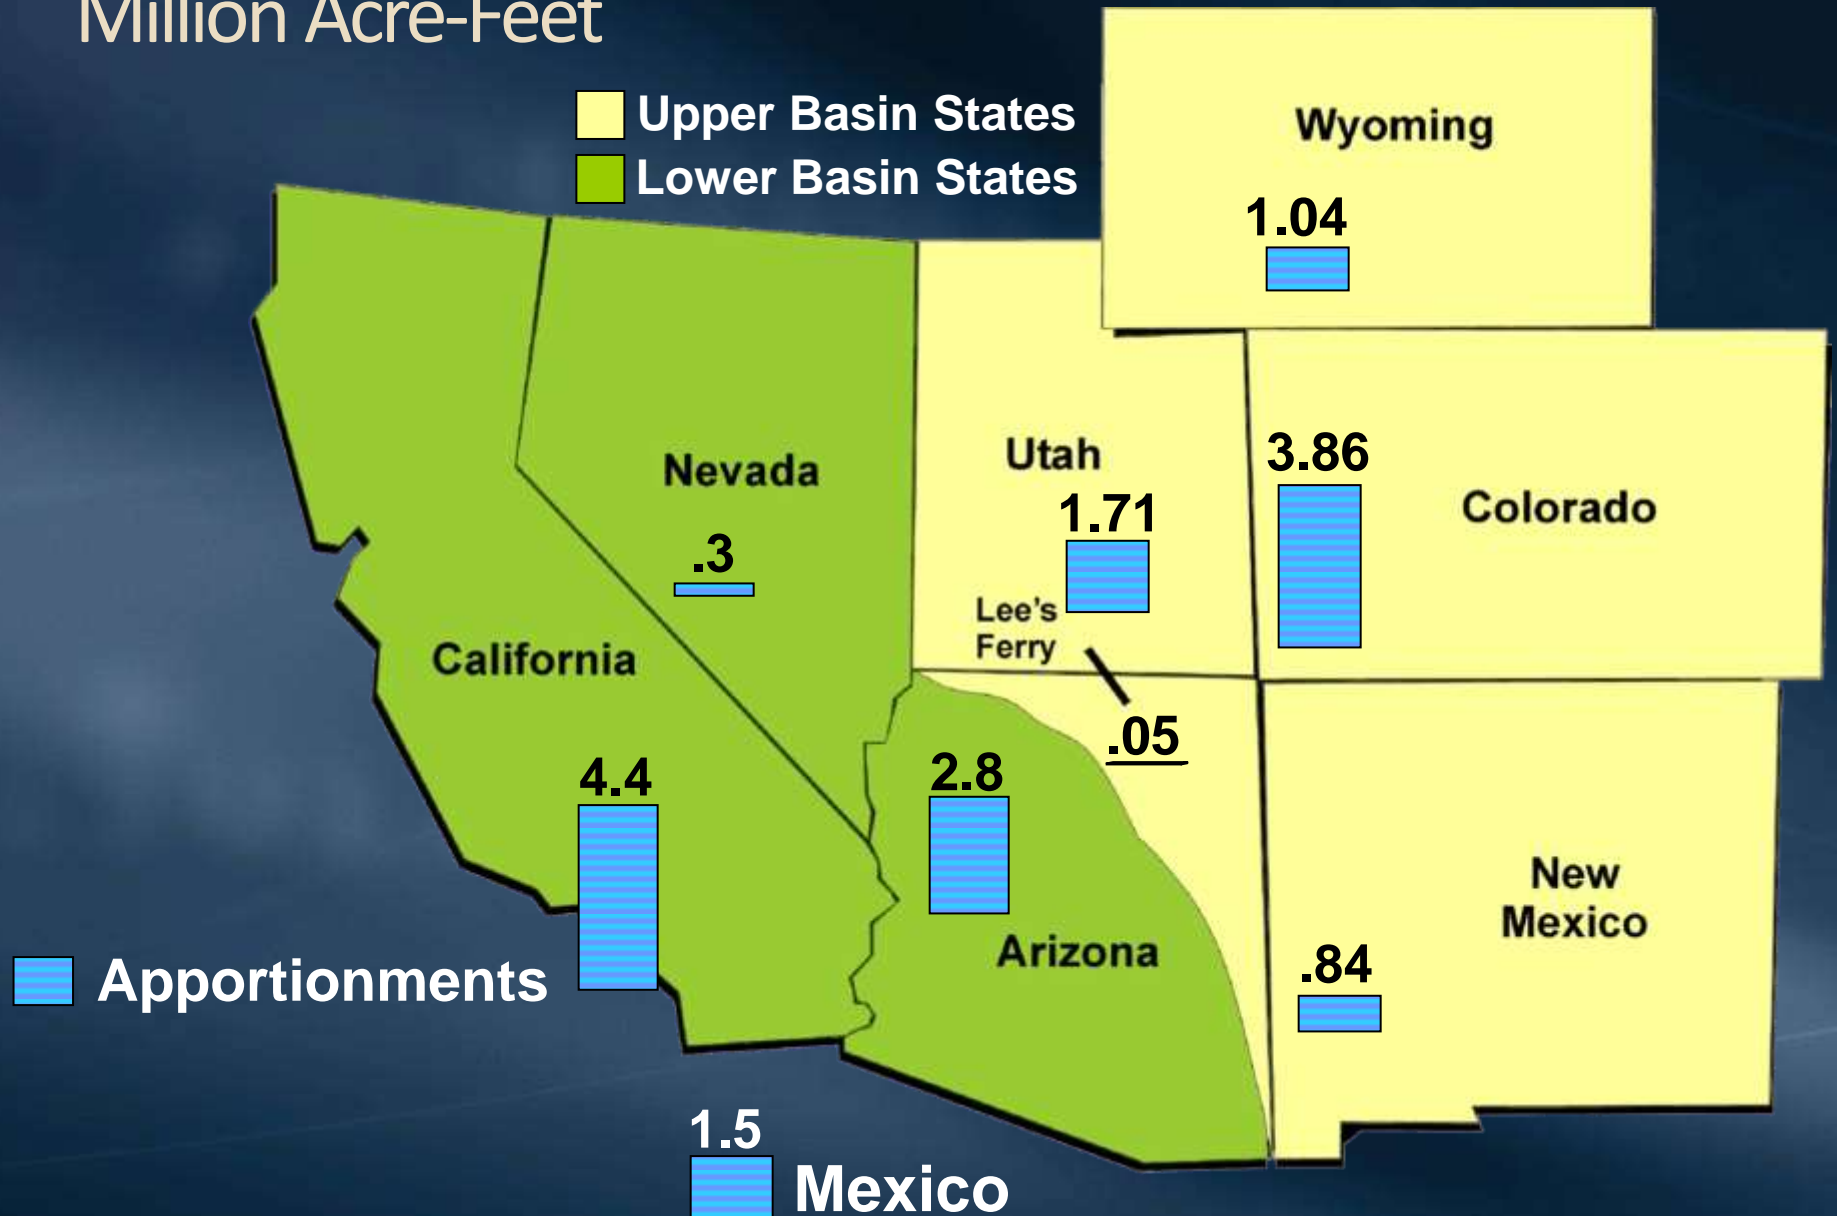 Million Acre-Feet
Upper Basin States
Lower Basin States
Wyoming
1.04
Utah
1.71
3.86
Colorado
Nevada
.3
Lee's
Ferry
California
.05
4.4
2.8
Arizona
New
Mexico
.84
Apportionments
1.5
Mexico